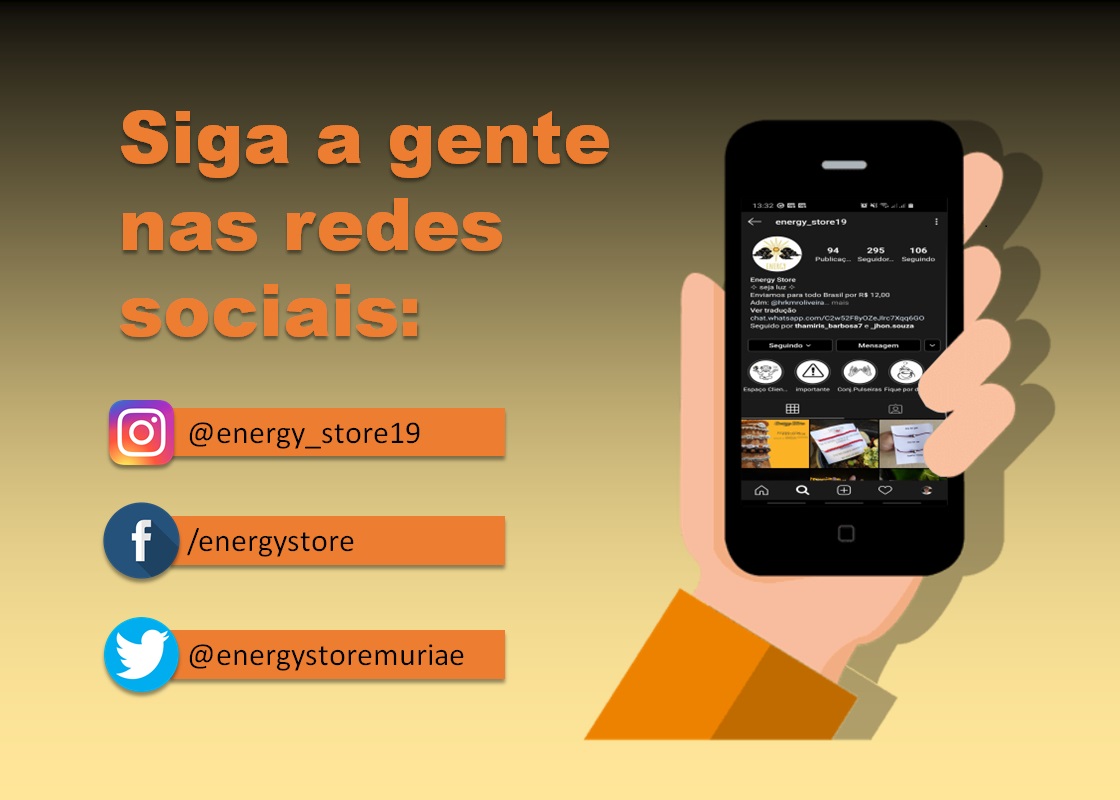 Siga a gente
nas redes
sociais:
@energy_store19
/energystore
@energystoremuriae
13:32
energy_store19
94 295 106
Publicaç... Seguidor... Seguindo
Energy Store
seja luz
Enviamos para todo Brasil por R$ 12,00
Adm: @hrkmroliveira... mais
Ver tradução
chat.whatsapp.com/C2w52F8yOZeJIrc7Xqq6GO
Seguido por thamiris_barbosa7 e _jhon.souza
Seguindo Mensagem
Espaço Clien... importante Conj.Pulseiras Fique por d